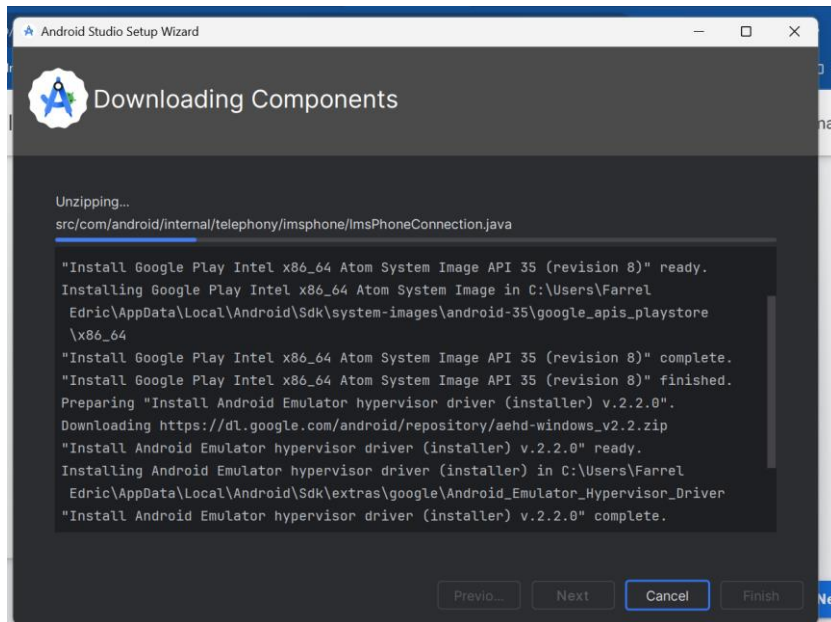 Android Studio Setup Wizard
Downloading Components
Unzipping...
src/com/android/internal/telephony/imsphone/ImsPhoneConnection.java
"Install Google Play Intel x86_64 Atom System Image API 35 (revision 8)" ready.
Installing Google Play Intel x86_64 Atom System Image in C:\Users\Farrel
Edric\AppData\Local\Android\Sdk\system-images\android-35\google_apis_playstore
\x86_64
"Install Google Play Intel x86_64 Atom System Image API 35 (revision 8)" complete.
"Install Google Play Intel x86_64 Atom System Image API 35 (revision 8)" finished.
Preparing "Install Android Emulator hypervisor driver (installer) v.2.2.0".
Downloading https://dl.google.com/android/repository/aehd-windows_v2.2.zip
"Install Android Emulator hypervisor driver (installer) v.2.2.0" ready.
Installing Android Emulator hypervisor driver (installer) in C:\Users\Farrel
Edric\AppData\Local\Android\Sdk\extras\google\Android_Emulator_Hypervisor_Driver
"Install Android Emulator hypervisor driver (installer) v.2.2.0" complete.
Previo... Next Cancel Finish